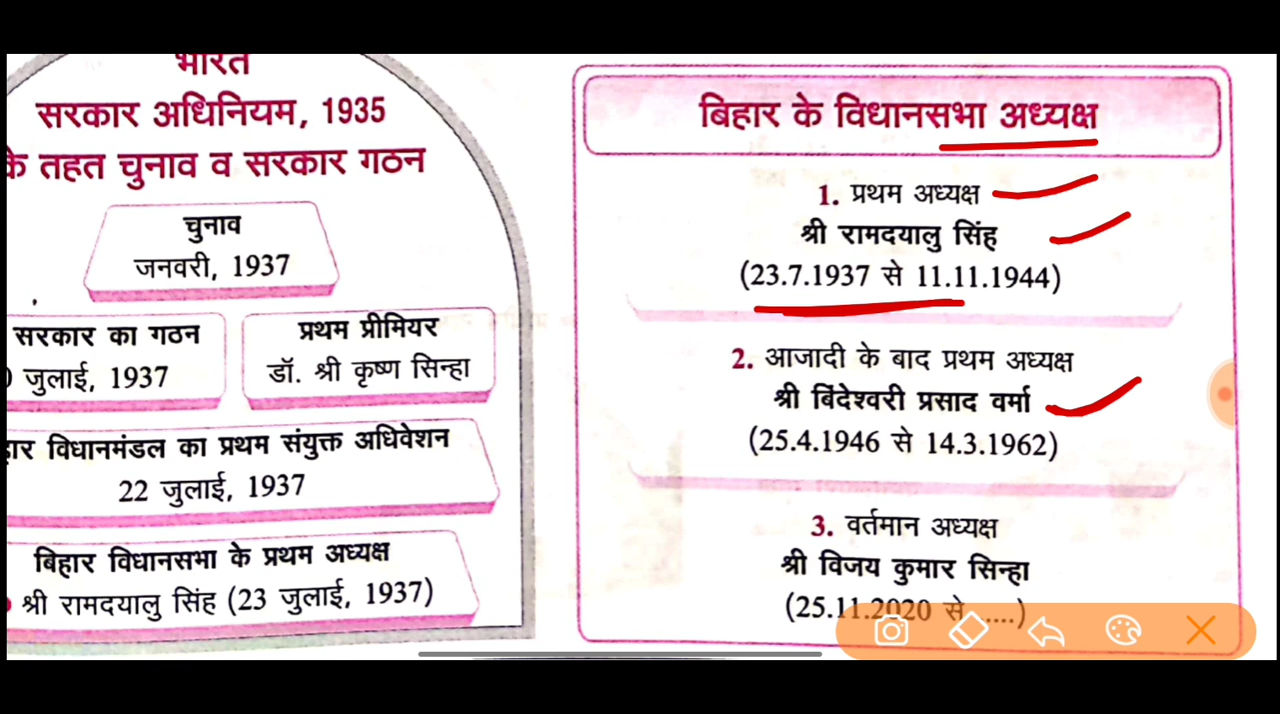 भारत
सरकार अधिनियम, 1935
के तहत चुनाव व सरकार गठन
चुनाव
जनवरी, 1937
सरकार का गठन
जुलाई, 1937
प्रथम प्रीमियर
डॉ. श्री कृष्ण सिन्हा
विधानमंडल का प्रथम संयुक्त अधिवेशन
22 जुलाई, 1937
बिहार विधानसभा के प्रथम अध्यक्ष
श्री रामदयालु सिंह (23 जुलाई, 1937)
बिहार के विधानसभा अध्यक्ष
1. प्रथम अध्यक्ष
श्री रामदयालु सिंह
(23.7.1937 से 11.11.1944)
2. आजादी के बाद प्रथम अध्यक्ष
श्री बिंदेश्वरी प्रसाद वर्मा
(25.4.1946 से 14.3.1962)
3. वर्तमान अध्यक्ष
श्री विजय कुमार सिन्हा
(25.11.2020 से .....)